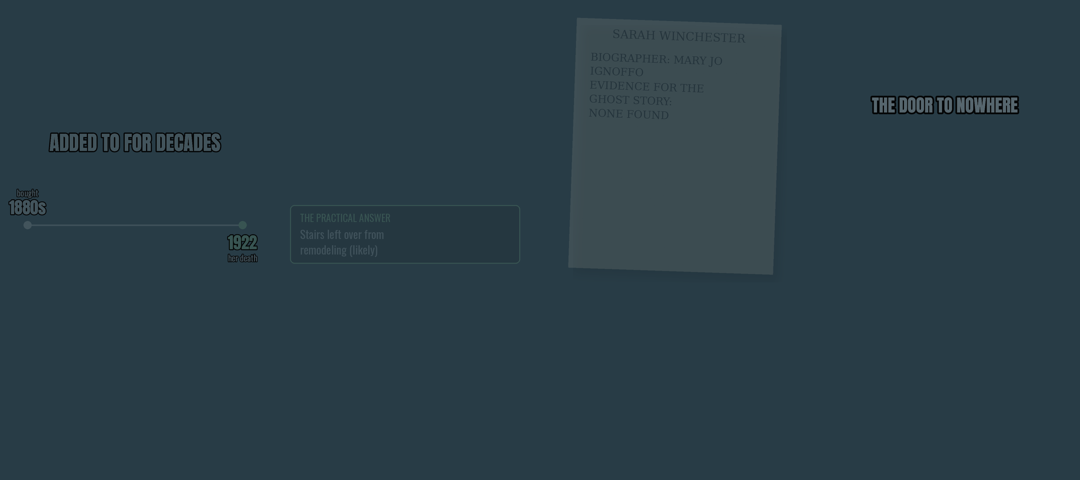 ADDED TO FOR DECADES
bought
1880s
1922
her death
THE PRACTICAL ANSWER
Stairs left over from
remodeling (likely)
SARAH WINCHESTER
BIOGRAPHER: MARY JO
IGNOFFO
EVIDENCE FOR THE
GHOST STORY:
NONE FOUND
THE DOOR TO NOWHERE